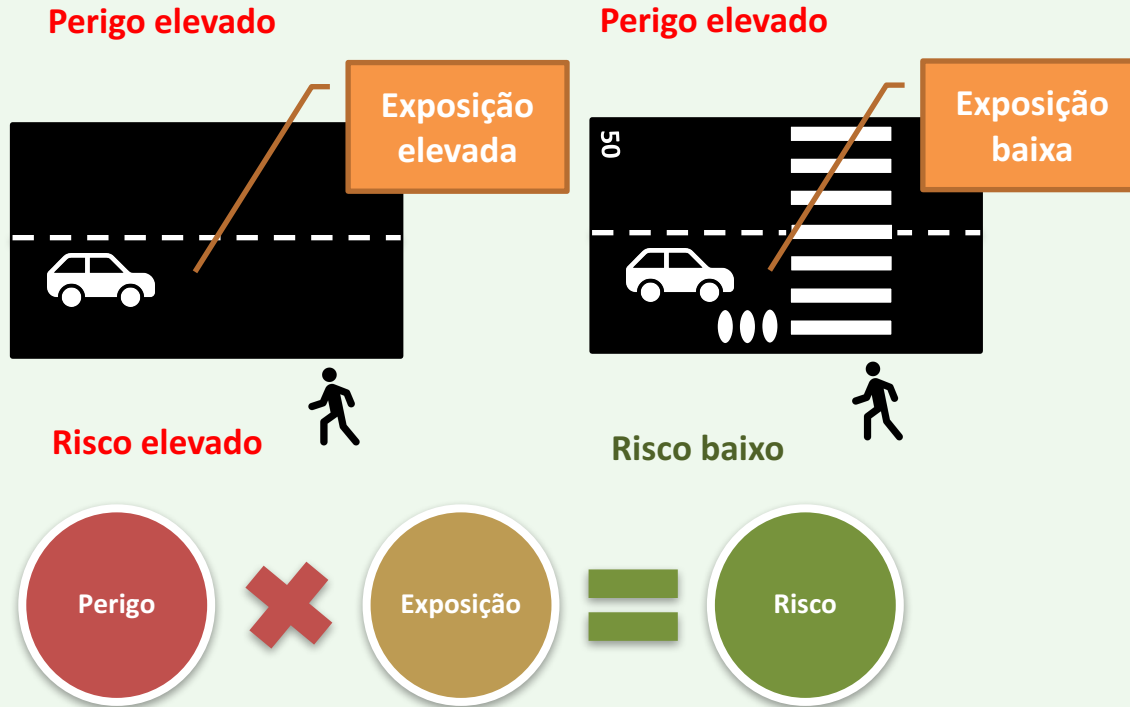 Perigo elevado
Exposição
elevada
Risco elevado
Perigo elevado
Exposição
baixa
50
Risco baixo
Perigo
Exposição
Risco